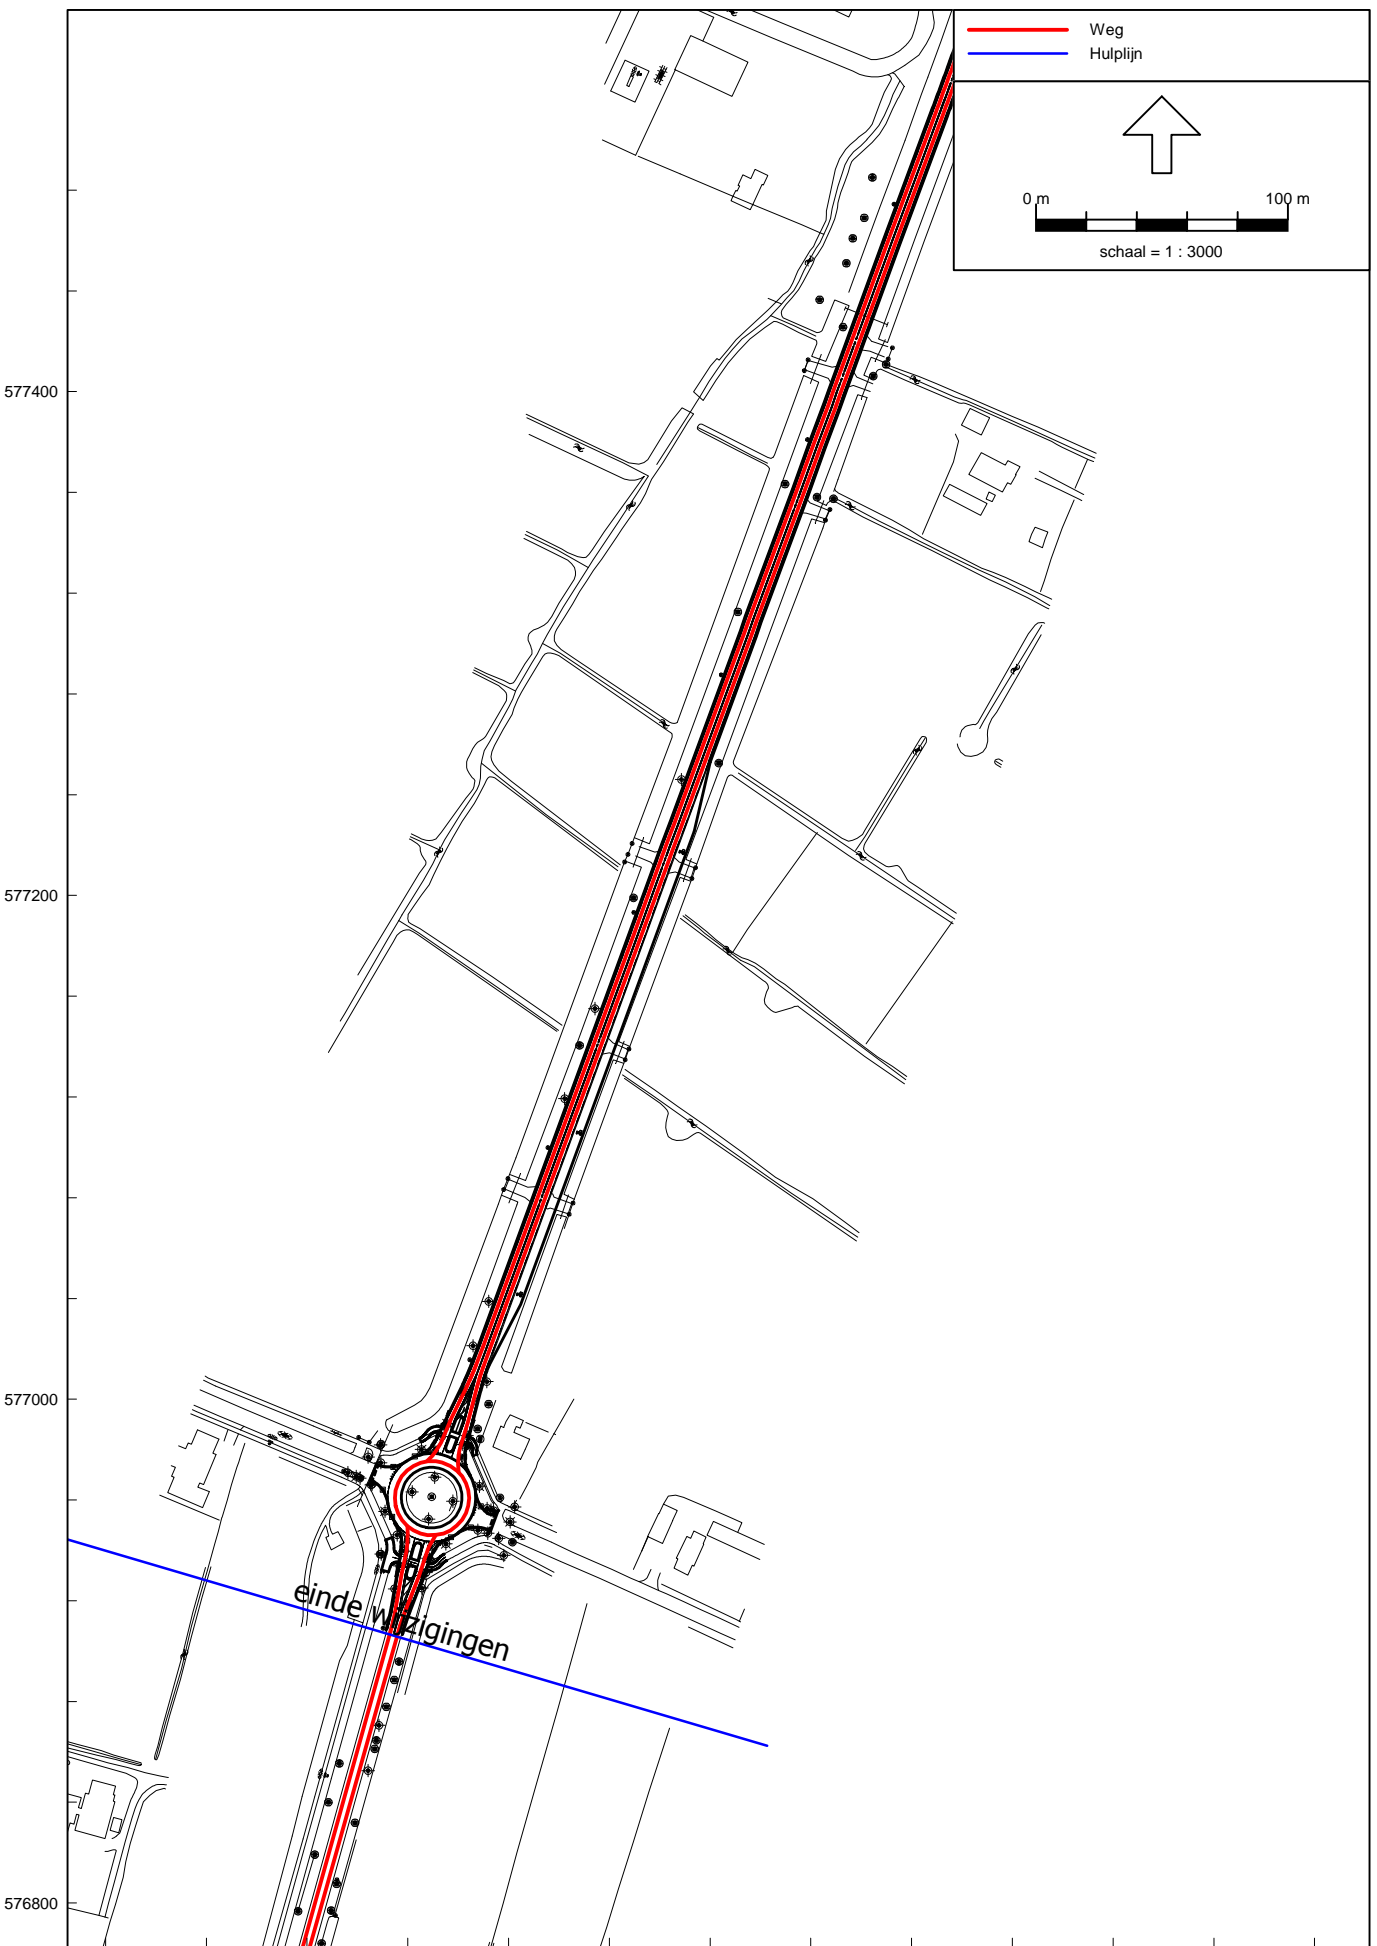 Weg
Hulplijn
0 m 100 m
schaal = 1 : 3000
577400
577200
577000
einde wijzigingen
576800